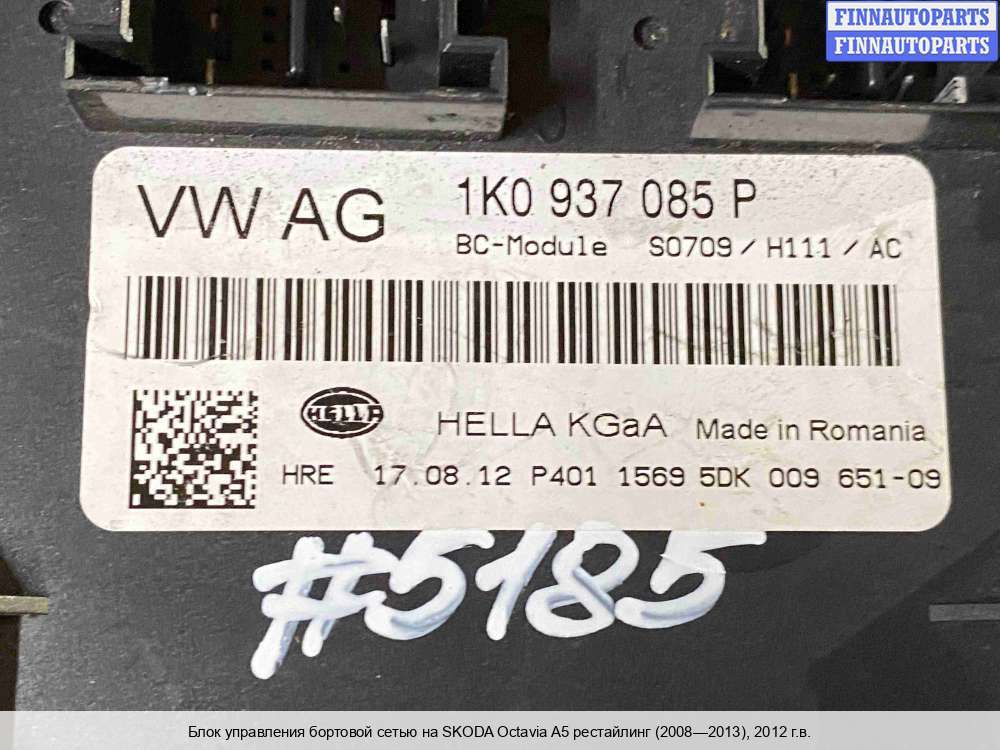 FINNAUTOPARTS
FINNAUTOPARTS
VW AG
1K0 937 085 P
BC-Module S0709 / H111 / AC
HELLA
HELLA KGaA Made in Romania
HRE 17.08.12 P401 1569 5DK 009 651-09
#5185
Блок управления бортовой сетью на SKODA Octavia A5 рестайлинг (2008—2013), 2012 г.в.